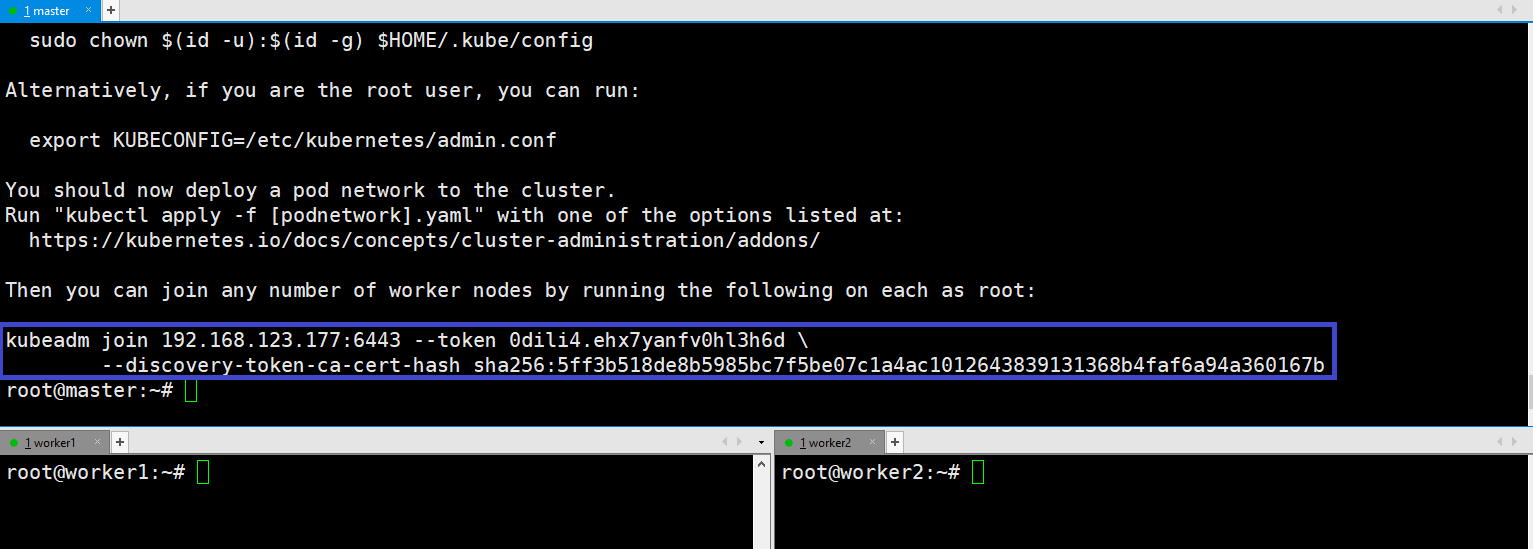 1 master × +
sudo chown $(id -u):$(id -g) $HOME/.kube/config
Alternatively, if you are the root user, you can run:
export KUBECONFIG=/etc/kubernetes/admin.conf
You should now deploy a pod network to the cluster.
Run "kubectl apply -f [podnetwork].yaml" with one of the options listed at:
https://kubernetes.io/docs/concepts/cluster-administration/addons/
Then you can join any number of worker nodes by running the following on each as root:
kubeadm join 192.168.123.177:6443 --token 0dili4.ehx7yanfv0hl3h6d \
--discovery-token-ca-cert-hash sha256:5ff3b518de8b5985bc7f5be07c1a4ac1012643839131368b4faf6a94a360167b
root@master:~#
1 worker1 × +
root@worker1:~#
1 worker2 × +
root@worker2:~#